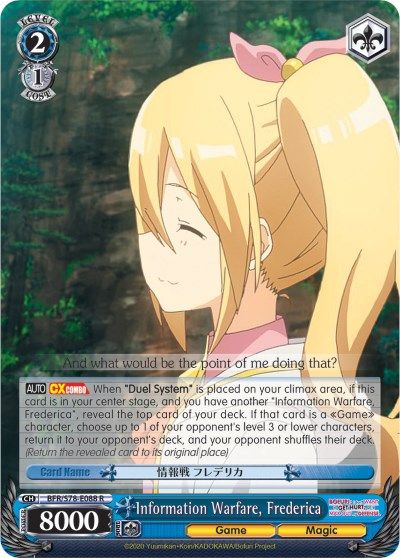 LEVEL
2
1
COST
And what would be the point of me doing that?
AUTO CX COMBO When "Duel System" is placed on your climax area, if this
card is in your center stage, and you have another "Information Warfare,
Frederica", reveal the top card of your deck. If that card is a «Game»
character, choose up to 1 of your opponent's level 3 or lower characters,
return it to your opponent's deck, and your opponent shuffles their deck.
(Return the revealed card to its original place)
Card Name 情報戦 フレデリカ
CH BFR/S78-E088 R
POWER 8000 SOUL Information Warfare, Frederica
Game Magic
©2020 Yuumikan•Koin/KADOKAWA/Bofuri Project